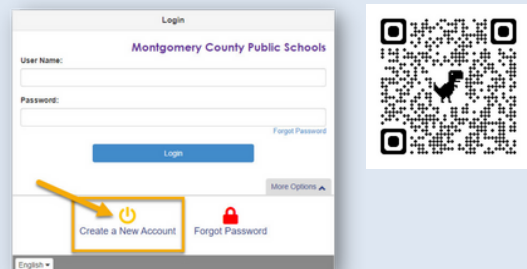 Login
Montgomery County Public Schools
User Name:
Password:
Forgot Password
Login
More Options
Create a New Account
Forgot Password
English